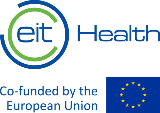 eit Health
Co-funded by the
European Union